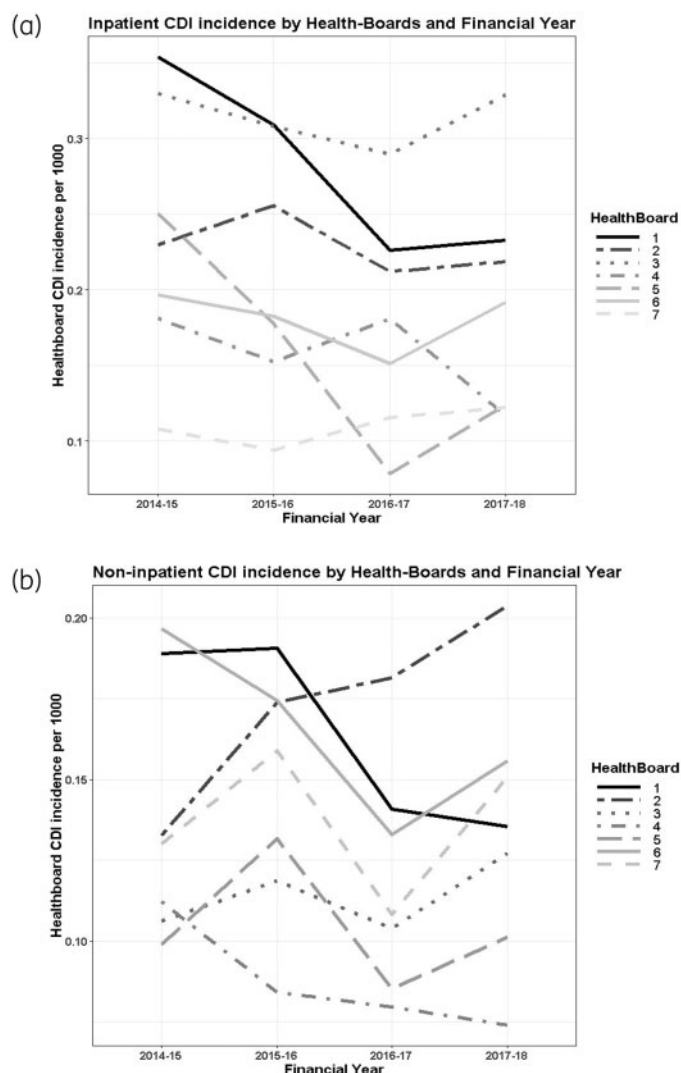 (a)
Inpatient CDI incidence by Health-Boards and Financial Year
Healthboard CDI incidence per 1000
0.3
0.2
0.1
2014-15 2015-16 2016-17 2017-18
Financial Year
HealthBoard
1
2
3
4
5
6
7
(b)
Non-inpatient CDI incidence by Health-Boards and Financial Year
Healthboard CDI incidence per 1000
0.20
0.15
0.10
2014-15 2015-16 2016-17 2017-18
Financial Year
HealthBoard
1
2
3
4
5
6
7